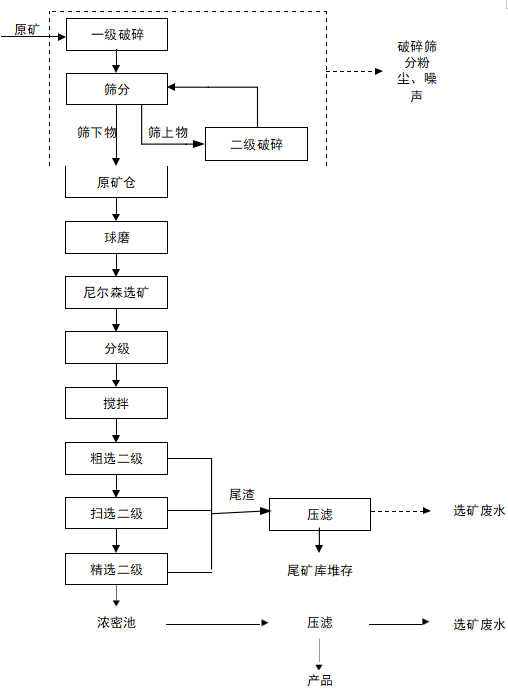 原矿
一级破碎
破碎筛
分粉
尘、噪
声
筛分
筛下物
筛上物
二级破碎
原矿仓
球磨
尼尔森选矿
分级
搅拌
粗选二级
尾渣
扫选二级
压滤
选矿废水
精选二级
尾矿库堆存
浓密池
压滤
选矿废水
产品